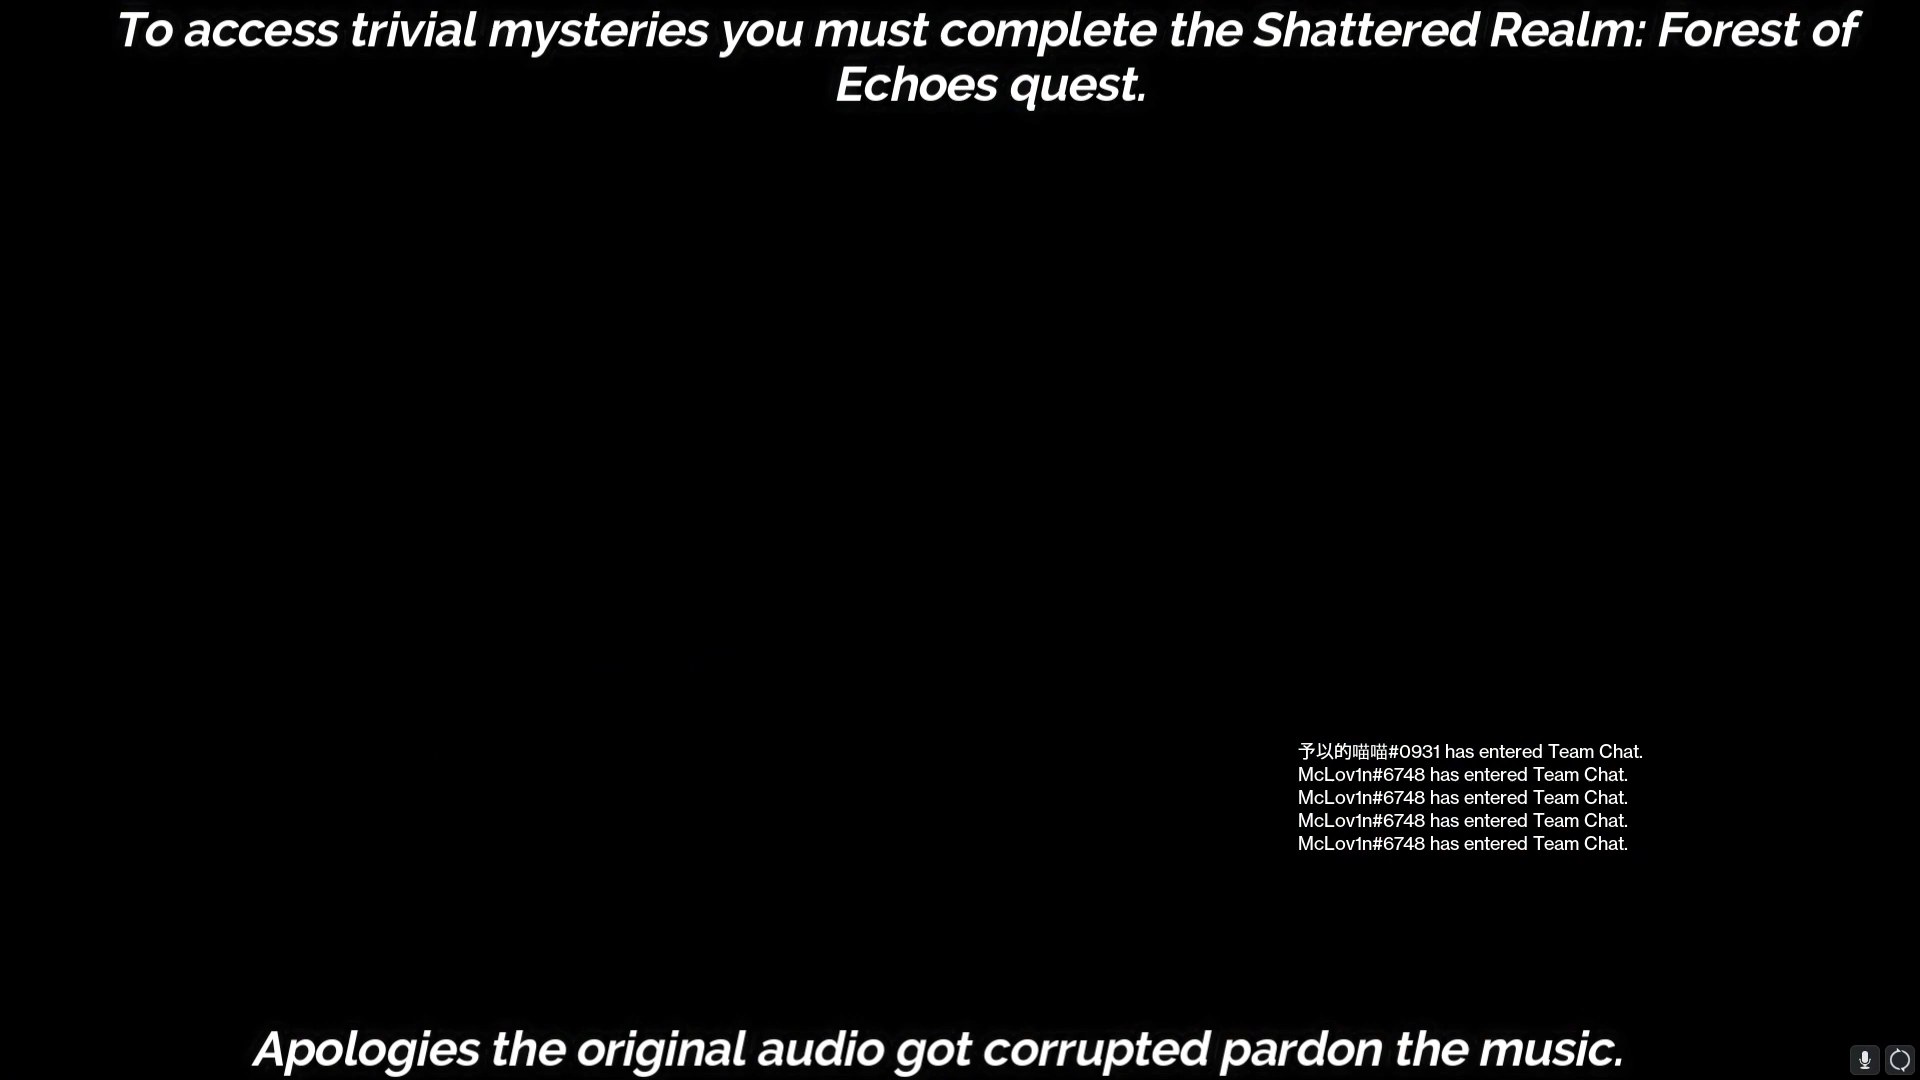 To access trivial mysteries you must complete the Shattered Realm: Forest of
Echoes quest.
予以的喵喵#0931 has entered Team Chat.
McLov1n#6748 has entered Team Chat.
McLov1n#6748 has entered Team Chat.
McLov1n#6748 has entered Team Chat.
McLov1n#6748 has entered Team Chat.
Apologies the original audio got corrupted pardon the music.